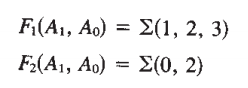 F₁(A₁, A₀) = Σ(1, 2, 3)
F₂(A₁, A₀) = Σ(0, 2)